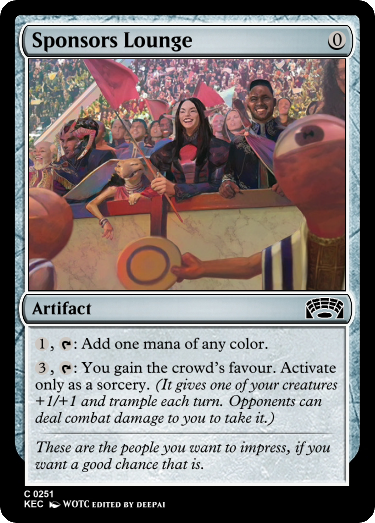 Sponsors Lounge 0
Artifact
1, T: Add one mana of any color.
3, T: You gain the crowd's favour. Activate
only as a sorcery. (It gives one of your creatures
+1/+1 and trample each turn. Opponents can
deal combat damage to you to take it.)
These are the people you want to impress, if you
want a good chance that is.
C 0251
KEC WOTC EDITED BY DEEPAI